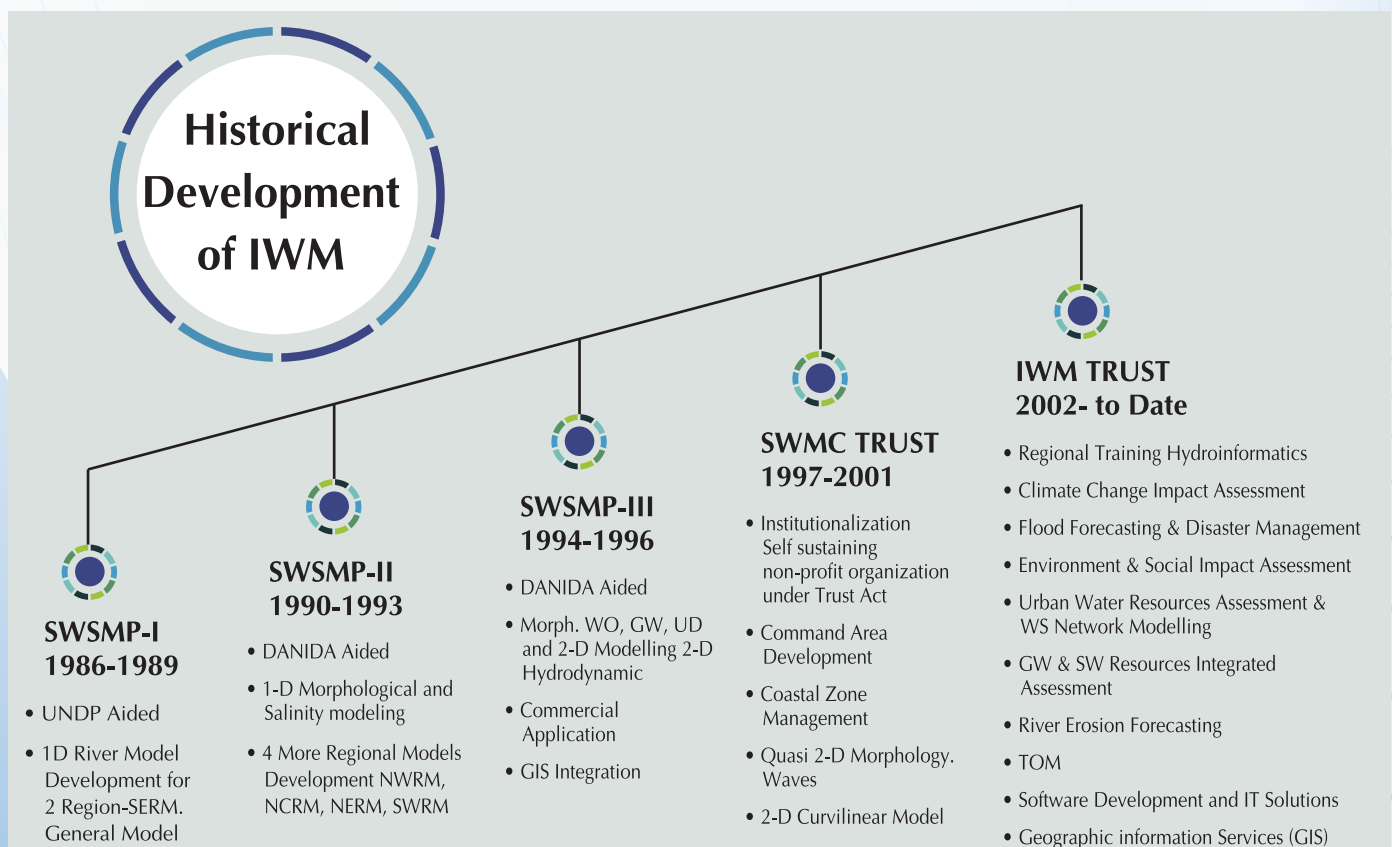 Historical
Development
of IWM
SWSMP-I
1986-1989
• UNDP Aided
• 1D River Model
Development for
2 Region-SERM.
General Model
SWSMP-II
1990-1993
• DANIDA Aided
• 1-D Morphological and
Salinity modeling
• 4 More Regional Models
Development NWRM,
NCRM, NERM, SWRM
SWSMP-III
1994-1996
• DANIDA Aided
• Morph. WO, GW, UD
and 2-D Modelling 2-D
Hydrodynamic
• Commercial
Application
• GIS Integration
SWMC TRUST
1997-2001
• Institutionalization
Self sustaining
non-profit organization
under Trust Act
• Command Area
Development
• Coastal Zone
Management
• Quasi 2-D Morphology.
Waves
• 2-D Curvilinear Model
IWM TRUST
2002- to Date
• Regional Training Hydroinformatics
• Climate Change Impact Assessment
• Flood Forecasting & Disaster Management
• Environment & Social Impact Assessment
• Urban Water Resources Assessment &
WS Network Modelling
• GW & SW Resources Integrated
Assessment
• River Erosion Forecasting
• TOM
• Software Development and IT Solutions
• Geographic information Services (GIS)